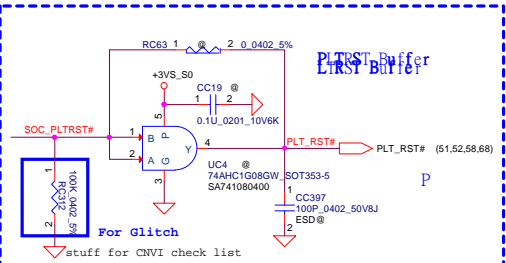 RC63 1 @ 2 0_0402_5%
PLTRST Buffer
+3VS_S0
CC19 @
1 2
0.1U_0201_10V6K
5
SOC_PLTRST#
1 B P
2 A G
Y 4
3
PLT_RST#
PLT_RST# (51,52,58,68)
UC4 @
74AHC1G08GW_SOT353-5
SA741080400
P
1
RC312
100K_0402_5%
2
1
CC397
100P_0402_50V8J
ESD@
2
For Glitch
stuff for CNVI check list